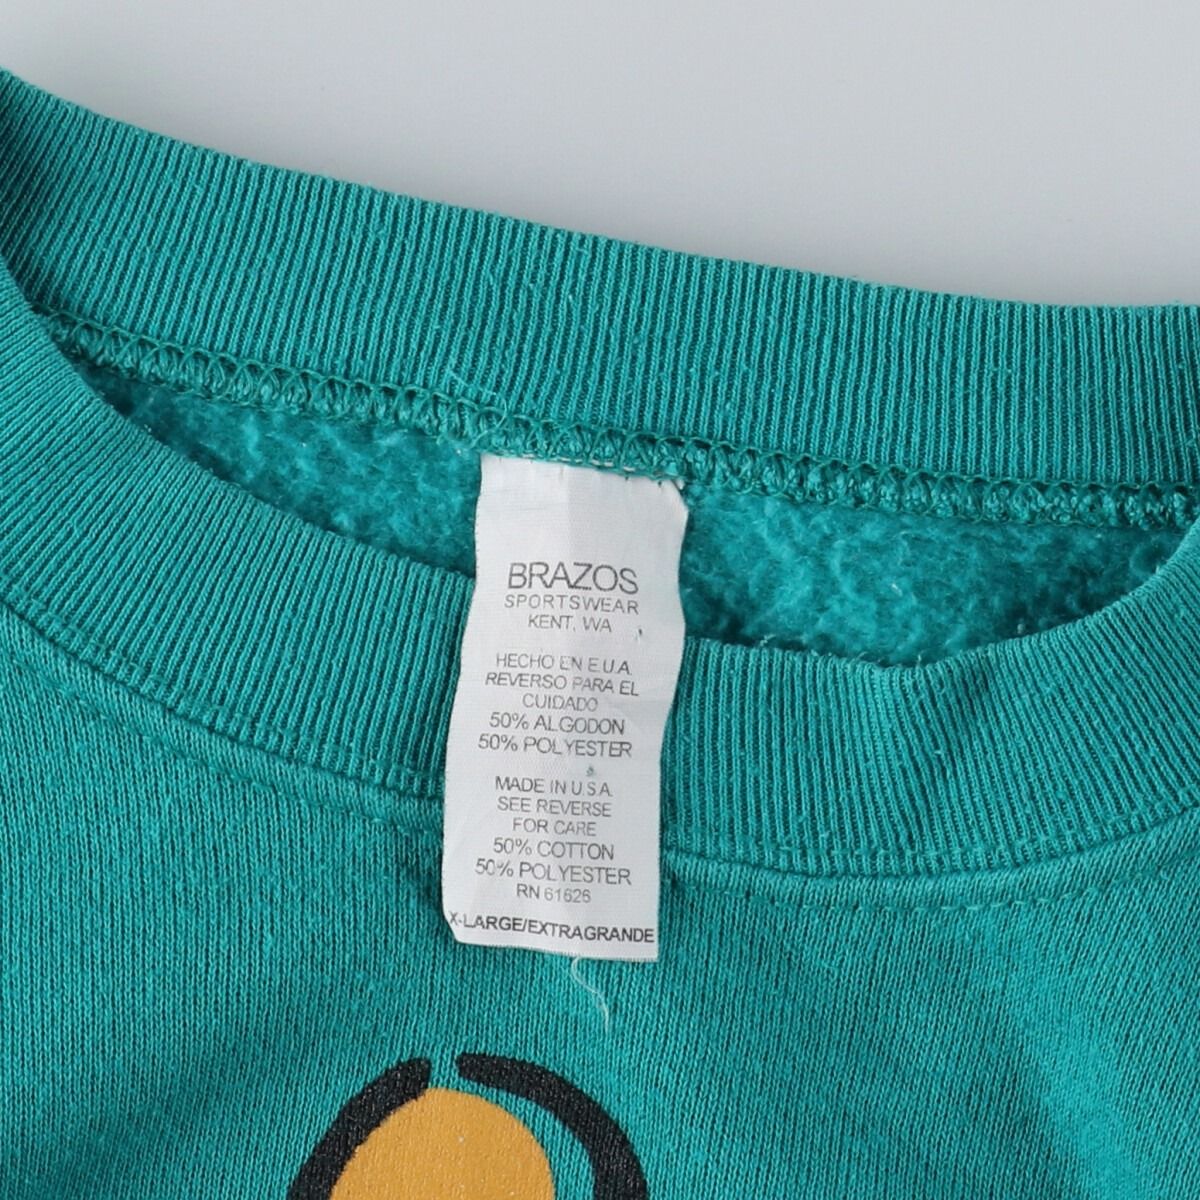 BRAZOS
SPORTSWEAR
KENT, WA
HECHO EN E.U.A.
REVERSO PARA EL
CUIDADO
50% ALGODON
50% POLYESTER
MADE IN U.S.A.
SEE REVERSE
FOR CARE
50% COTTON
50% POLYESTER
RN 61626
X-LARGE/EXTRAGRANDE